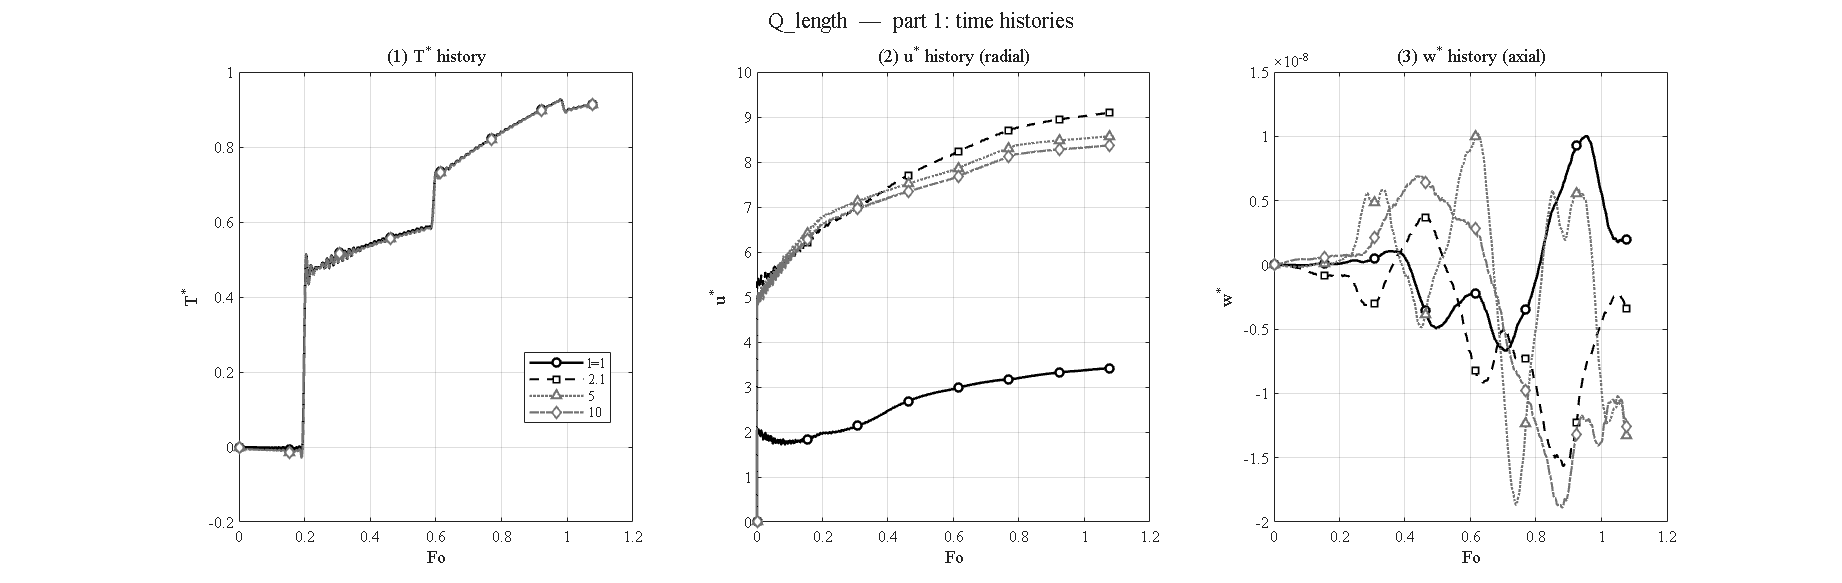 Q_length — part 1: time histories
(1) T* history
1
0.8
0.6
0.4
0.2
0
-0.2
T*
0 0.2 0.4 0.6 0.8 1 1.2
Fo
l=1
2.1
5
10
(2) u* history (radial)
10
9
8
7
6
5
4
3
2
1
0
u*
0 0.2 0.4 0.6 0.8 1 1.2
Fo
(3) w* history (axial)
×10-8
1.5
1
0.5
0
-0.5
-1
-1.5
-2
w*
0 0.2 0.4 0.6 0.8 1 1.2
Fo